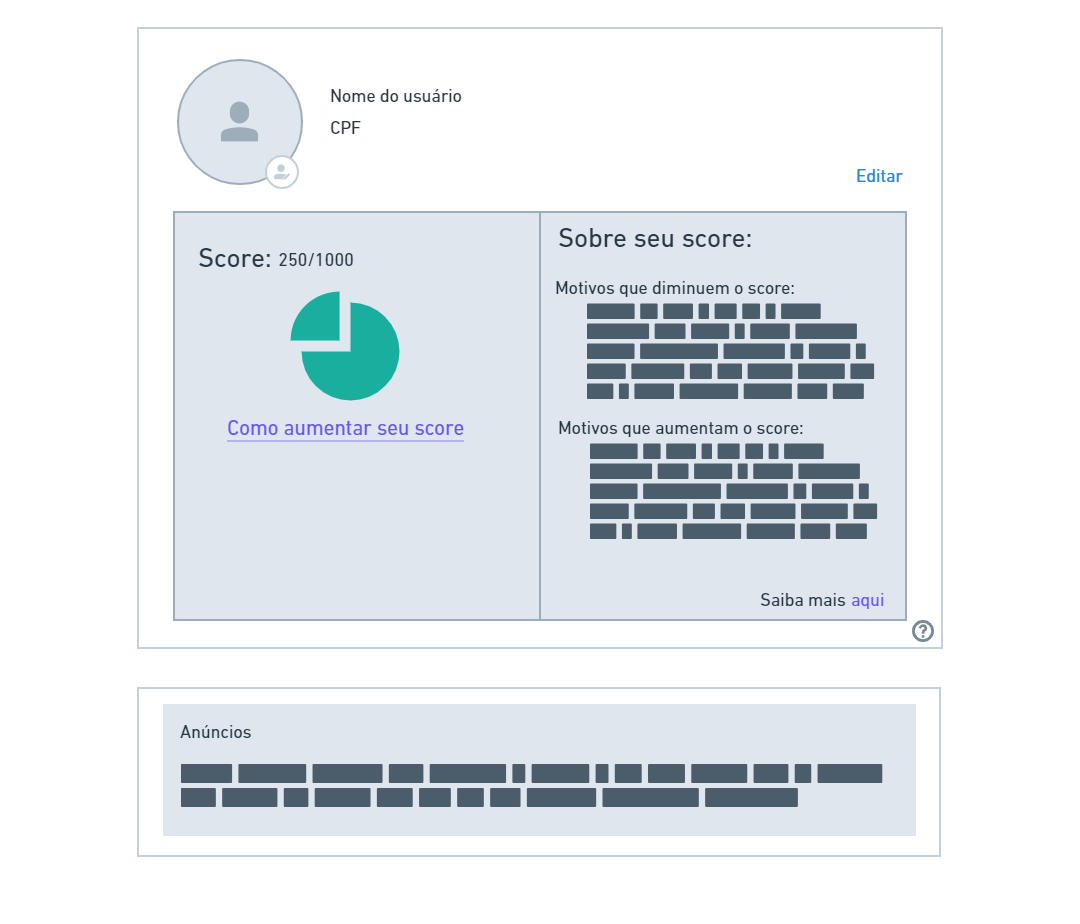 Nome do usuário
CPF
Editar
Score: 250/1000
Como aumentar seu score
Sobre seu score:
Motivos que diminuem o score:
Motivos que aumentam o score:
Saiba mais aqui
?
Anúncios